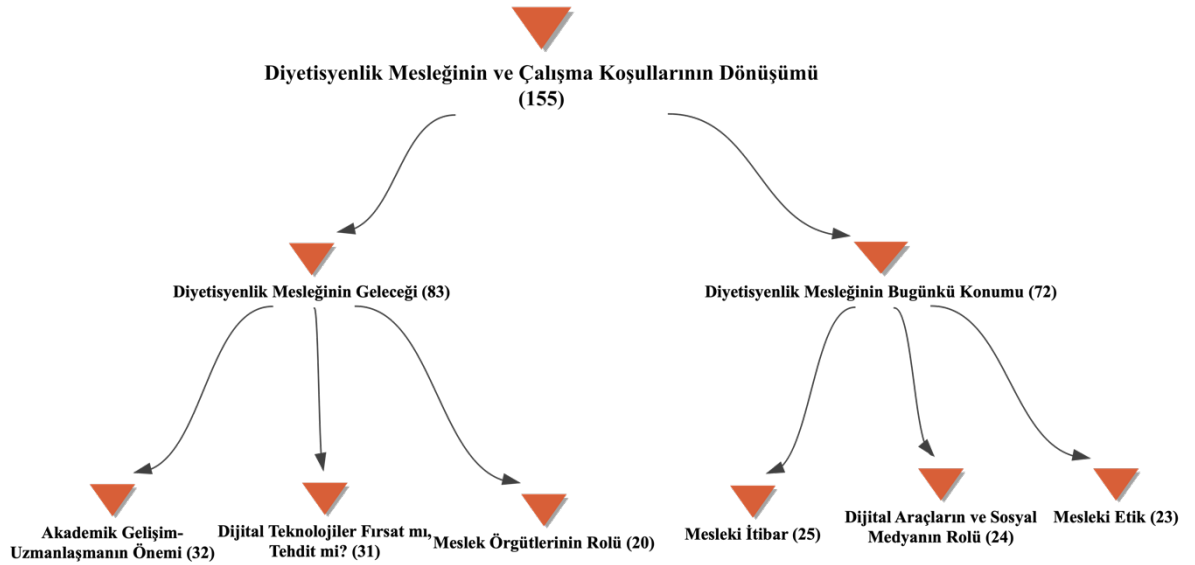 Diyetisyenlik Mesleğinin ve Çalışma Koşullarının Dönüşümü
(155)
Diyetisyenlik Mesleğinin Geleceği (83)
Diyetisyenlik Mesleğinin Bugünkü Konumu (72)
Akademik Gelişim-
Uzmanlaşmanın Önemi (32)
Dijital Teknolojiler Fırsat mı,
Tehdit mi? (31)
Meslek Örgütlerinin Rolü (20)
Mesleki İtibar (25)
Dijital Araçların ve Sosyal
Medyanın Rolü (24)
Mesleki Etik (23)